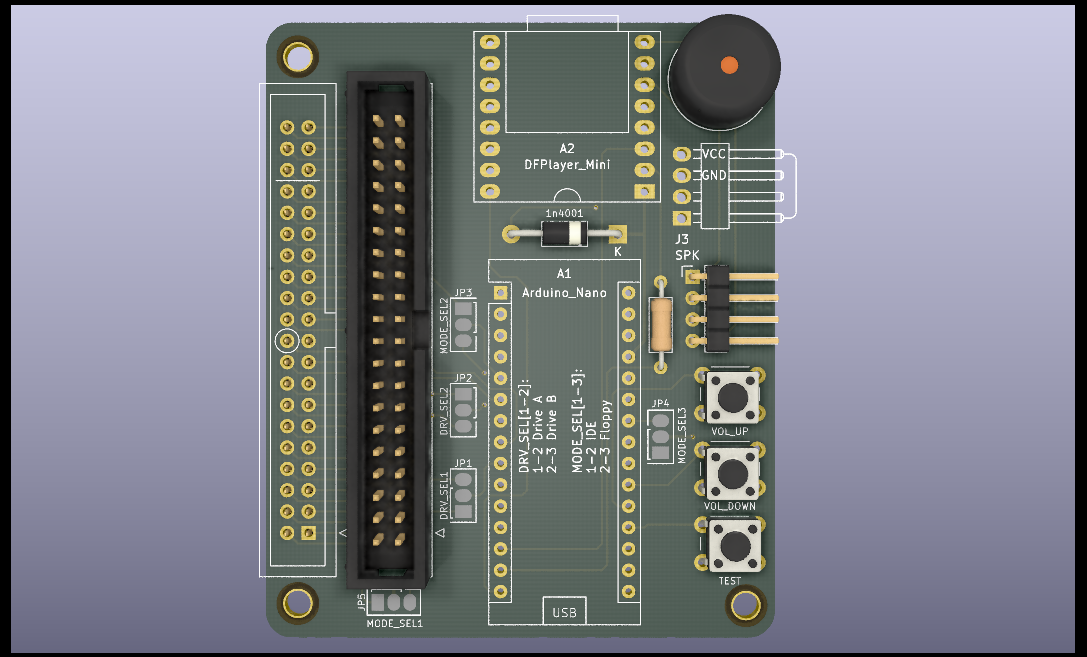 A2
DFPlayer_Mini
VCC
GND
1n4001
K
J3
SPK
A1
Arduino_Nano
JP3
MODE_SEL2
JP2
DRV_SEL2
JP1
DRV_SEL1
DRV_SEL[1-2]:
1-2 Drive A
2-3 Drive B
MODE_SEL[1-3]:
1-2 IDE
2-3 Floppy
JP4
MODE_SEL3
VOL_UP
VOL_DOWN
TEST
USB
JP5
MODE_SEL1